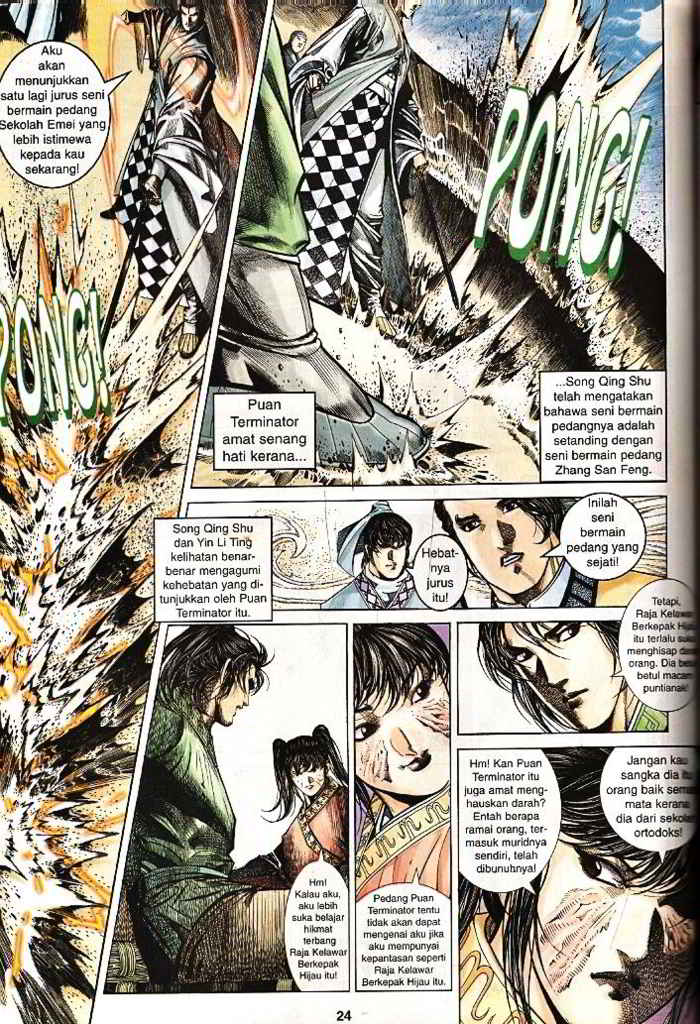 Aku
akan
menunjukkan
satu lagi jurus seni
bermain pedang
Sekolah Emei yang
lebih istimewa
kepada kau
sekarang!
PONG!
PONG!
Puan
Terminator
amat senang
hati kerana...
...Song Qing Shu
telah mengatakan
bahawa seni bermain
pedangnya adalah
setanding dengan
seni bermain pedang
Zhang San Feng.
Song Qing Shu
dan Yin Li Ting
kelihatan benar-
benar mengagumi
kehebatan yang di-
tunjukkan oleh Puan
Terminator itu.
Hebat-
nya
jurus
itu!
Inilah
seni
bermain
pedang yang
sejati!
Hm!
Kalau aku,
aku lebih
suka belajar
hikmat
terbang
Raja Kelawar
Berkepak
Hijau itu!
Pedang Puan
Terminator tentu
tidak akan dapat
mengenai aku jika
aku mempunyai
kepantasan seperti
Raja Kelawar
Berkepak Hijau itu.
Tetapi,
Raja Kelawar
Berkepak Hijau
itu terlalu suka
menghisap
orang. Dia
betul macam
puntianak!
Hm! Kan Puan
Terminator itu
juga amat meng-
hauskan darah?
Entah berapa
ramai orang, ter-
masuk muridnya
sendiri, telah
dibunuhnya!
Jangan kau
sangka dia
orang baik
mata kerana
dia dari sekolah
ortodoks!
24